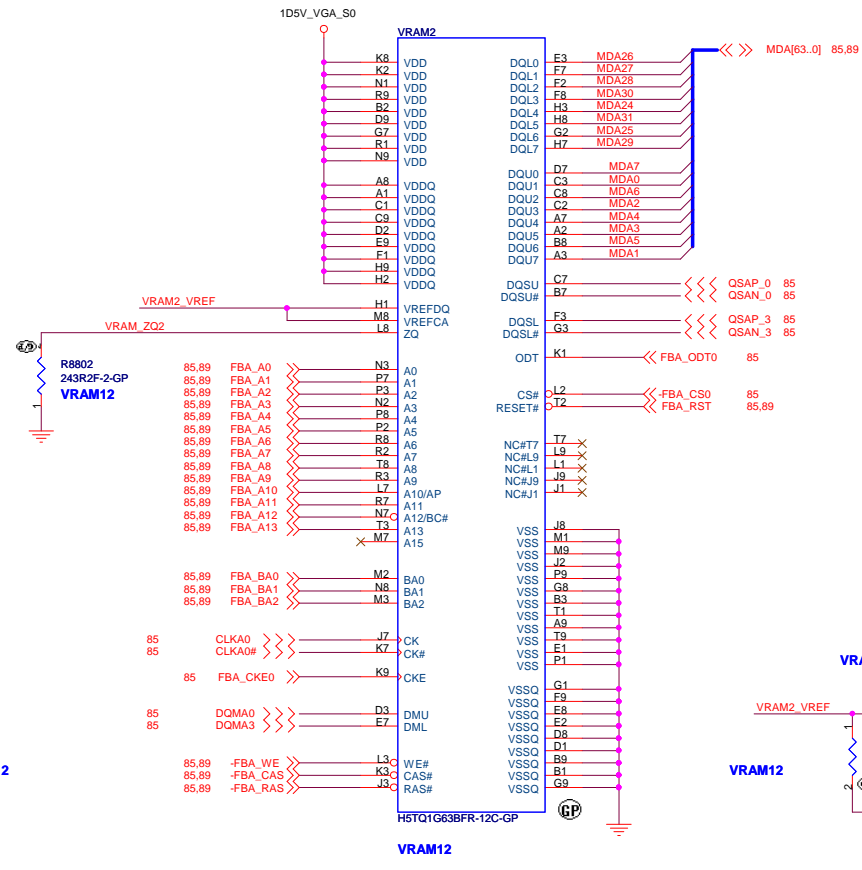 1D5V_VGA_S0
VRAM2
K8 VDD
K2 VDD
N1 VDD
R9 VDD
B2 VDD
D9 VDD
G7 VDD
R1 VDD
N9 VDD
A8 VDDQ
A1 VDDQ
C1 VDDQ
C9 VDDQ
D2 VDDQ
E9 VDDQ
F1 VDDQ
H9 VDDQ
H2 VDDQ
VRAM2_VREF H1 VREFDQ
M8 VREFCA
VRAM_ZQ2 L8 ZQ
R8802
243R2F-2-GP
VRAM12
1
85,89 FBA_A0 N3 A0
85,89 FBA_A1 P7 A1
85,89 FBA_A2 P3 A2
85,89 FBA_A3 N2 A3
85,89 FBA_A4 P8 A4
85,89 FBA_A5 P2 A5
85,89 FBA_A6 R8 A6
85,89 FBA_A7 R2 A7
85,89 FBA_A8 T8 A8
85,89 FBA_A9 R3 A9
85,89 FBA_A10 L7 A10/AP
85,89 FBA_A11 R7 A11
85,89 FBA_A12 N7 A12/BC#
85,89 FBA_A13 T3 A13
M7 A15
85,89 FBA_BA0 M2 BA0
85,89 FBA_BA1 N8 BA1
85,89 FBA_BA2 M3 BA2
85 CLKA0 J7 CK
85 CLKA0# K7 CK#
85 FBA_CKE0 K9 CKE
85 DQMA0 D3 DMU
85 DQMA3 E7 DML
85,89 -FBA_WE L3 WE#
85,89 -FBA_CAS K3 CAS#
85,89 -FBA_RAS J3 RAS#
DQL0 E3 MDA26
DQL1 F7 MDA27
DQL2 F2 MDA28
DQL3 F8 MDA30
DQL4 H3 MDA24
DQL5 H8 MDA31
DQL6 G2 MDA25
DQL7 H7 MDA29
MDA[63..0] 85,89
DQU0 D7 MDA7
DQU1 C3 MDA0
DQU2 C8 MDA6
DQU3 C2 MDA2
DQU4 A7 MDA4
DQU5 A2 MDA3
DQU6 B8 MDA5
DQU7 A3 MDA1
DQSU C7 QSAP_0 85
DQSU# B7 QSAN_0 85
DQSL F3 QSAP_3 85
DQSL# G3 QSAN_3 85
ODT K1 FBA_ODT0 85
CS# L2 -FBA_CS0 85
RESET# T2 FBA_RST 85,89
NC#T7 T7
NC#L9 L9
NC#L1 L1
NC#J9 J9
NC#J1 J1
VSS J8
VSS M1
VSS M9
VSS J2
VSS P9
VSS G8
VSS B3
VSS T1
VSS A9
VSS T9
VSS E1
VSS P1
VSSQ G1
VSSQ F9
VSSQ E8
VSSQ E2
VSSQ D8
VSSQ D1
VSSQ B9
VSSQ B1
VSSQ G9
H5TQ1G63BFR-12C-GP
GP
VRAM12
2
VRAM2_VREF
1
VRAM12
2